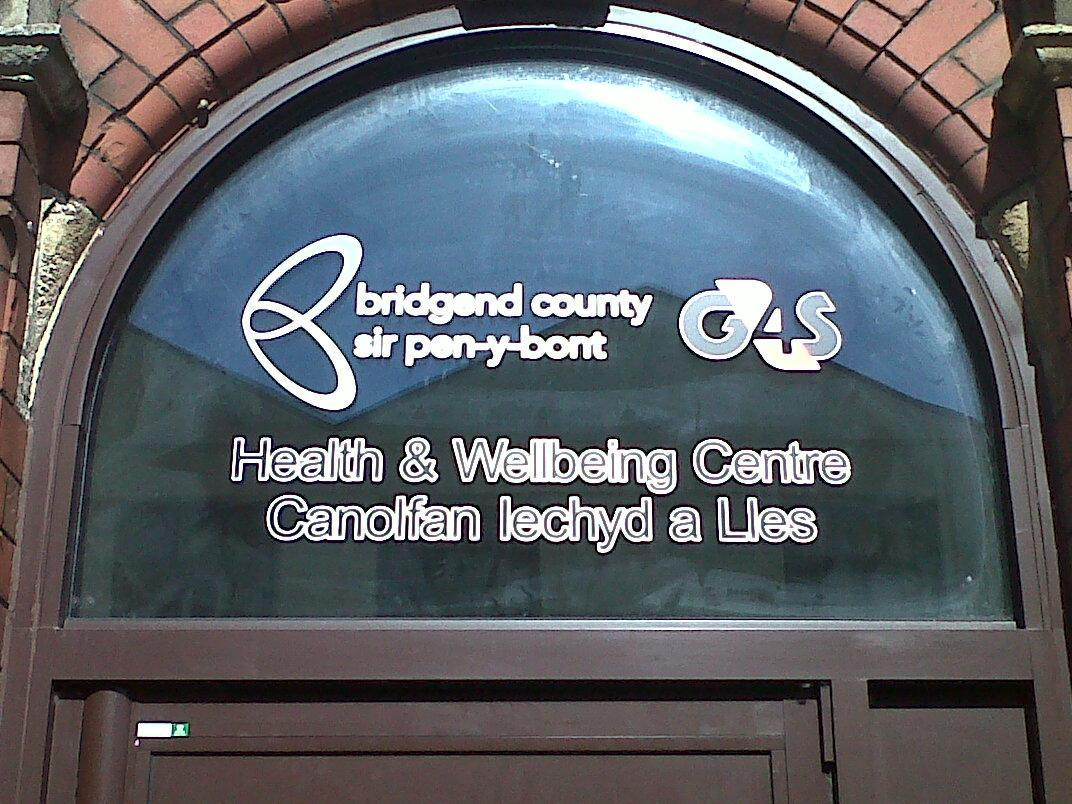 bridgend county
sir pen-y-bont
G4S
Health & Wellbeing Centre
Canolfan Iechyd a Lles